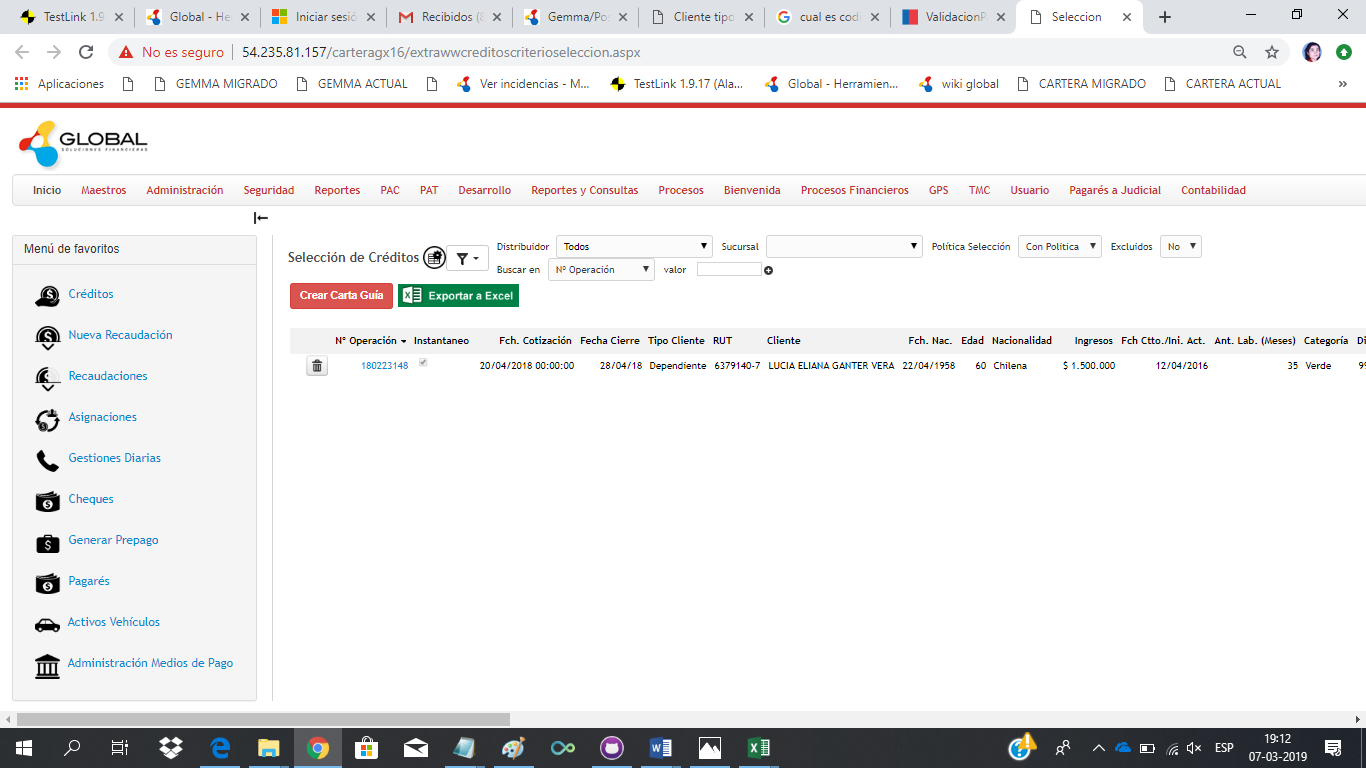 TestLink 1.9
Global - He
Iniciar sesió
Recibidos (8
Gemma/Po
Cliente tipo
cual es codi
ValidacionP
Seleccion
No es seguro | 54.235.81.157/carteragx16/extrawwcreditoscriterioseleccion.aspx
Aplicaciones
GEMMA MIGRADO
GEMMA ACTUAL
Ver incidencias - M...
TestLink 1.9.17 (Ala...
Global - Herramien...
wiki global
CARTERA MIGRADO
CARTERA ACTUAL
»
GLOBAL
SOLUCIONES FINANCIERAS
Inicio Maestros Administración Seguridad Reportes PAC PAT Desarrollo Reportes y Consultas Procesos Bienvenida Procesos Financieros GPS TMC Usuario Pagarés a Judicial Contabilidad
Menú de favoritos
Créditos
Nueva Recaudación
Recaudaciones
Asignaciones
Gestiones Diarias
Cheques
Generar Prepago
Pagarés
Activos Vehículos
Administración Medios de Pago
Selección de Créditos
Distribuidor Todos Sucursal Política Selección Con Politica Excluidos No
Buscar en Nº Operación valor
Crear Carta Guía Exportar a Excel
Nº Operación Instantaneo Fch. Cotización Fecha Cierre Tipo Cliente RUT Cliente Fch. Nac. Edad Nacionalidad Ingresos Fch Ctto./Ini. Act. Ant. Lab. (Meses) Categoría Di
180223148 20/04/2018 00:00:00 28/04/18 Dependiente 6379140-7 LUCIA ELIANA GANTER VERA 22/04/1958 60 Chilena $ 1.500.000 12/04/2016 35 Verde 99
ESP
19:12
07-03-2019